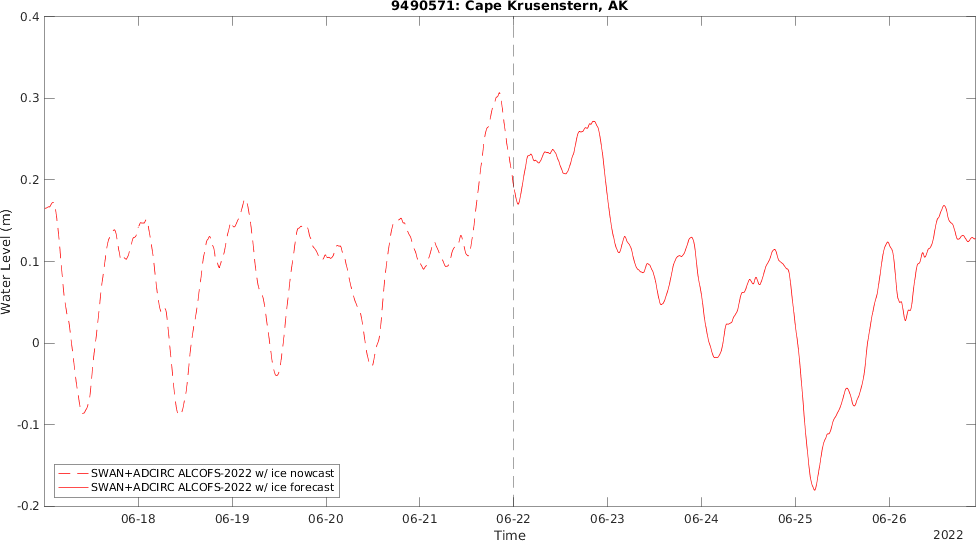 9490571: Cape Krusenstern, AK
0.4
0.3
0.2
0.1
0
-0.1
-0.2
Water Level (m)
SWAN+ADCIRC ALCOFS-2022 w/ ice nowcast
SWAN+ADCIRC ALCOFS-2022 w/ ice forecast
06-18 06-19 06-20 06-21 06-22 06-23 06-24 06-25 06-26
Time
2022